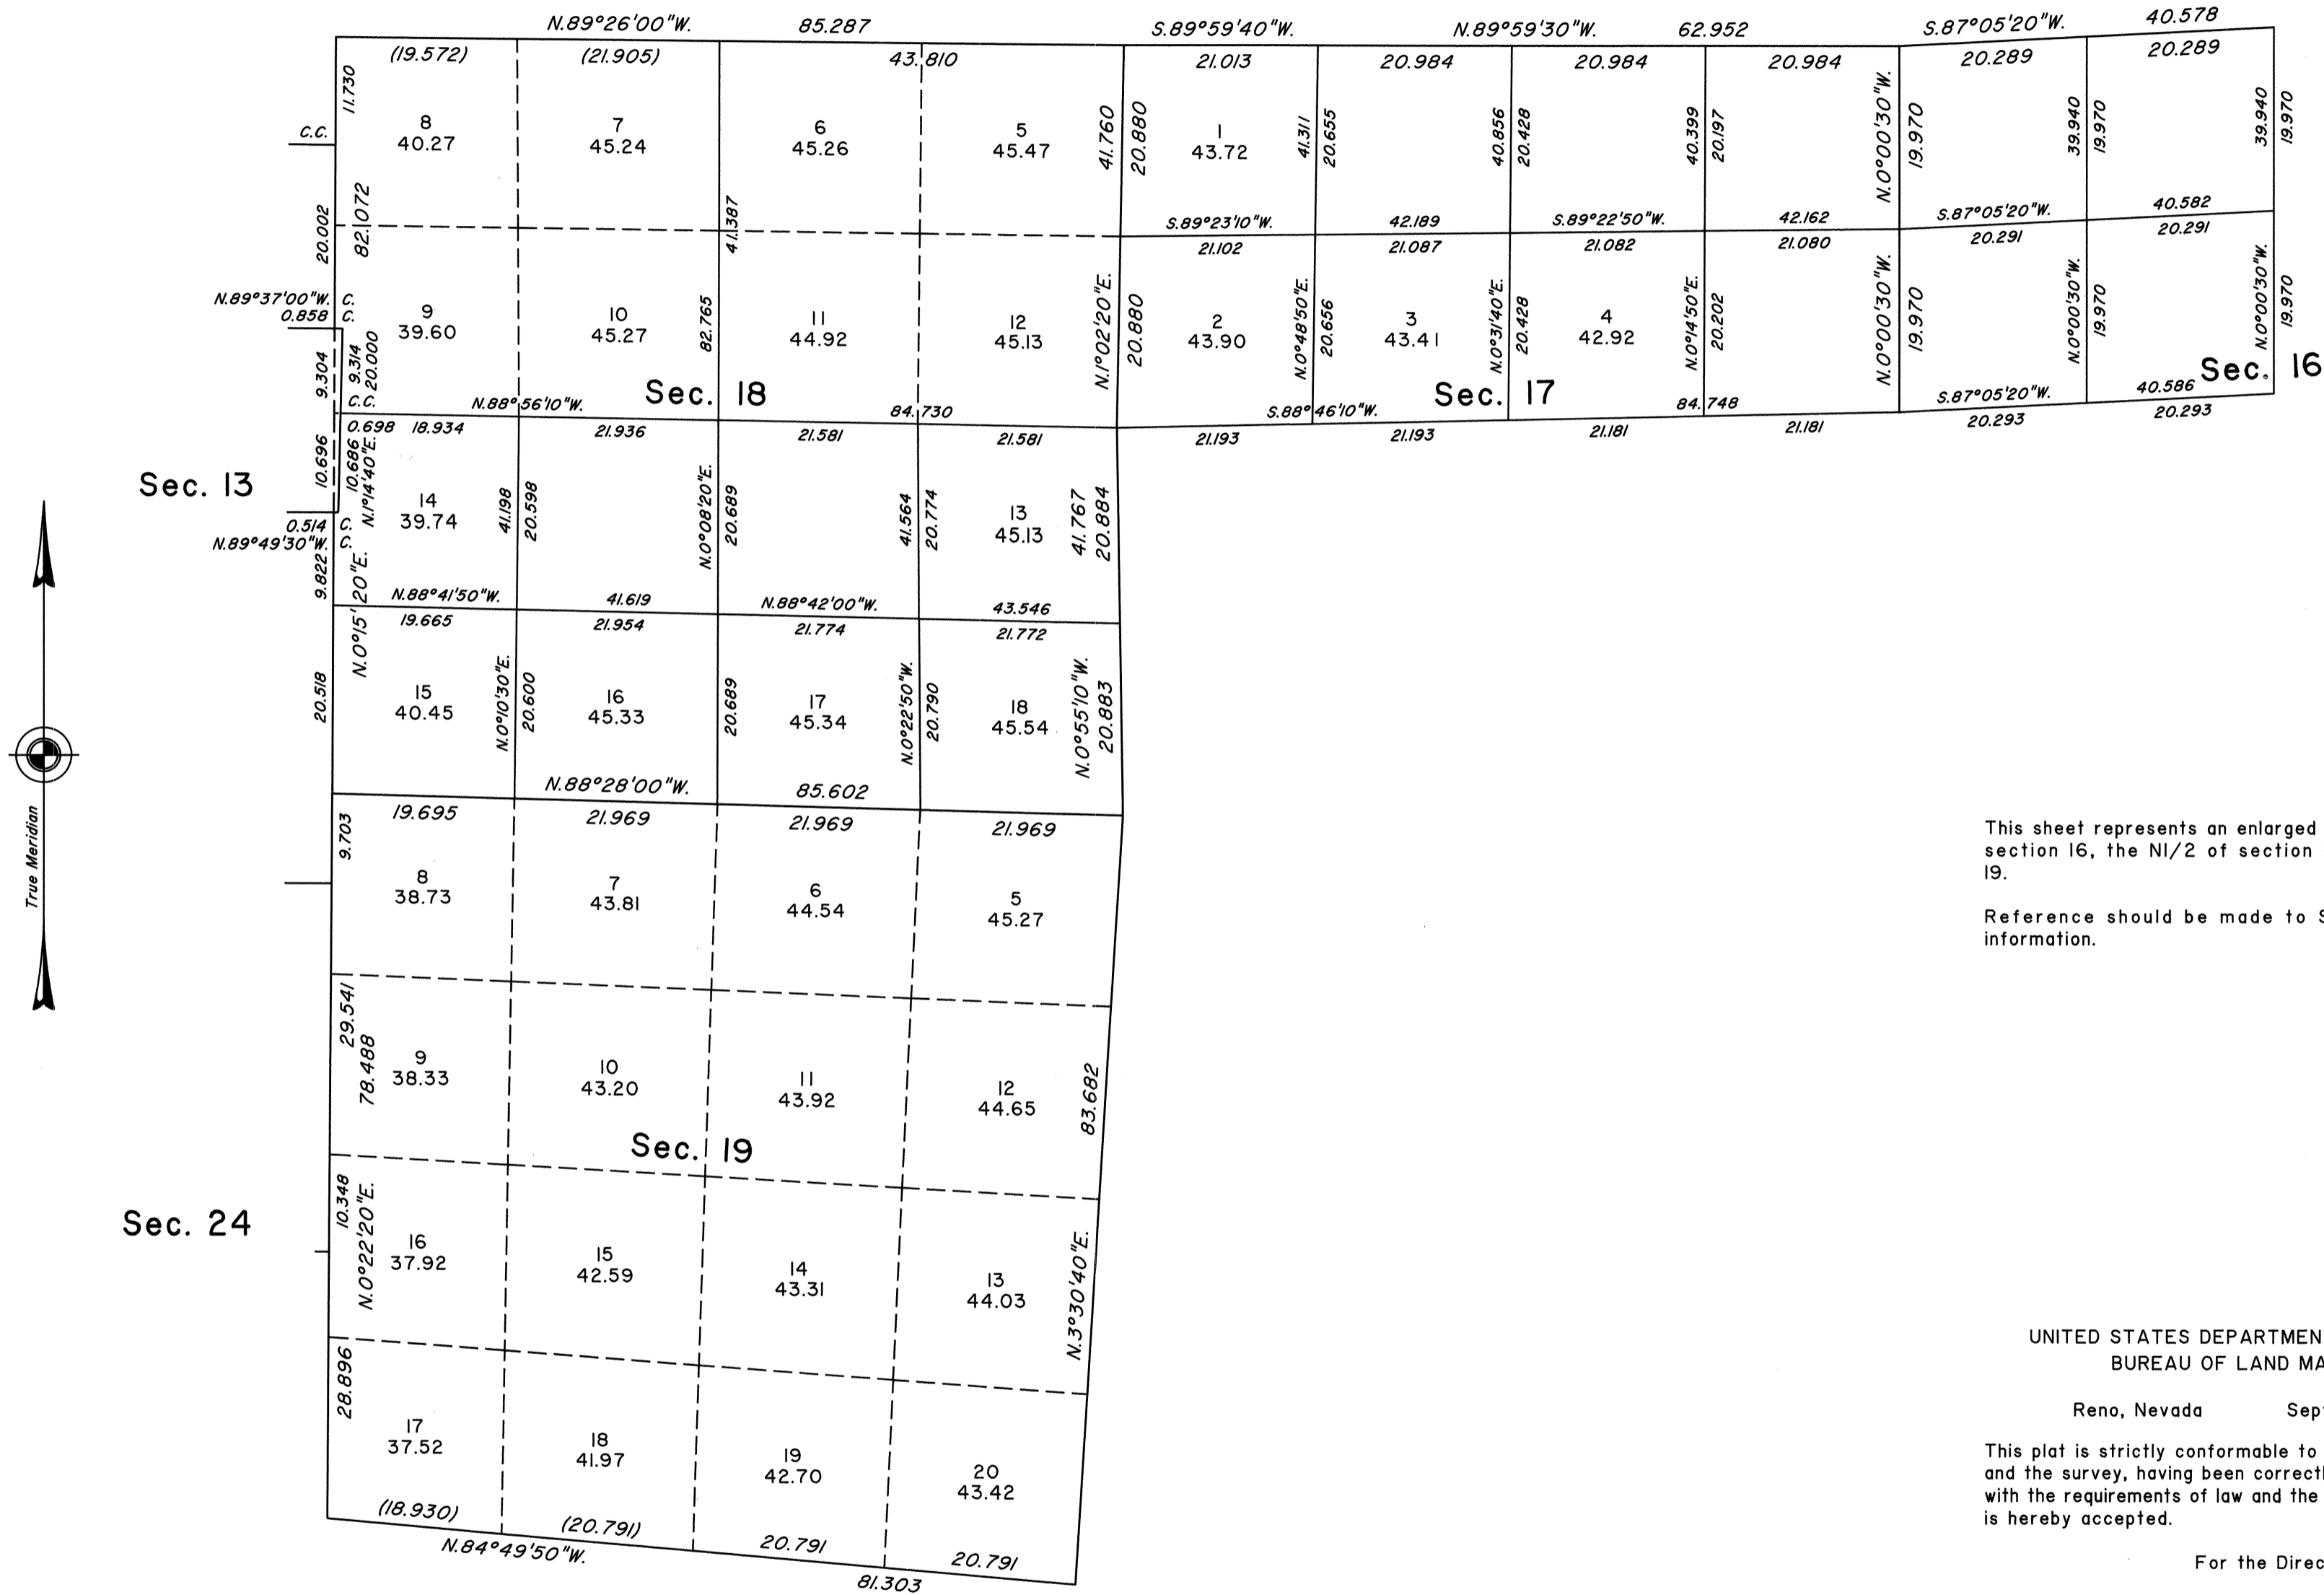 N.89°26'00"W. 85.287 S.89°59'40"W. N.89°59'30"W. 62.952 S.87°05'20"W. 40.578
(19.572) (21.905) 43.810 21.013 20.984 20.984 20.984 20.289 20.289
11.730 41.760 20.880 41.311 20.655 40.856 20.428 40.399 20.197 N.0°00'30"W. 19.970 39.940 19.970 39.940 19.970
C.C.
8 7 6 5 1
40.27 45.24 45.26 45.47 43.72
20.002 82.072 41.387
S.89°23'10"W. 42.189 S.89°22'50"W. 42.162 S.87°05'20"W. 40.582
21.102 21.087 21.082 21.080 20.291 20.291
N.89°37'00"W. C.
0.858 C.
82.765 N.1°02'20"E. 20.880 N.0°48'50"E. 20.656 N.0°31'40"E. 20.428 N.0°14'50"E. 20.202 N.0°00'30"W. 19.970 N.0°00'30"W. 19.970 N.0°00'30"W. 19.970
9 10 11 12 2 3 4
39.60 45.27 44.92 45.13 43.90 43.41 42.92
9.304 9.314 20.000
C.C.
Sec. 18 Sec. 17 Sec. 16
N.88°56'10"W. 84.730 S.88°46'10"W. 84.748 S.87°05'20"W. 40.586
0.698 18.934 21.936 21.581 21.581 21.193 21.193 21.181 21.181 20.293 20.293
Sec. 13
10.696 10.686 N.1°14'40"E. 41.198 20.598 N.0°08'20"E. 20.689 41.564 20.774 41.767 20.884
14 13
39.74 45.13
0.514 C.
N.89°49'30"W. C.
9.822 N.0°15'20"E.
N.88°41'50"W. 41.619 N.88°42'00"W. 43.546
19.665 21.954 21.774 21.772
20.518 N.0°10'30"E. 20.600 20.689 N.0°22'50"W. 20.790 N.0°55'10"W. 20.883
15 16 17 18
40.45 45.33 45.34 45.54
N.88°28'00"W. 85.602
19.695 21.969 21.969 21.969
9.703
8 7 6 5
38.73 43.81 44.54 45.27
29.541 78.488 83.682
9 10 11 12
38.33 43.20 43.92 44.65
Sec. 19
Sec. 24
10.348 N.0°22'20"E. N.3°30'40"E.
16 15 14 13
37.92 42.59 43.31 44.03
28.896
17 18 19 20
37.52 41.97 42.70 43.42
(18.930) (20.791) 20.791 20.791
N.84°49'50"W. 81.303
True Meridian
This sheet represents an enlarged
section 16, the N1/2 of section
19.
Reference should be made to S
information.
UNITED STATES DEPARTMEN
BUREAU OF LAND MA
Reno, Nevada Sep
This plat is strictly conformable to
and the survey, having been correctl
with the requirements of law and the
is hereby accepted.
For the Direc